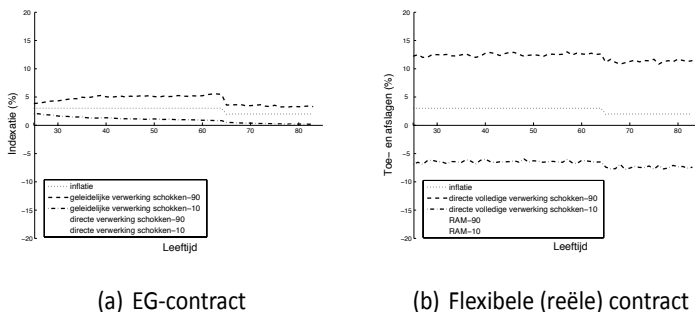 20
15
10
5
0
−5
−10
−15
−20
Indexatie (%)
30 40 50 60 70 80
inflatie
geleidelijke verwerking schokken−90
geleidelijke verwerking schokken−10
directe verwerking schokken−90
directe verwerking schokken−10
Leeftijd
(a) EG-contract
20
15
10
5
0
−5
−10
−15
−20
Toe− en afslagen (%)
30 40 50 60 70 80
inflatie
directe volledige verwerking schokken−90
directe volledige verwerking schokken−10
RAM−90
RAM−10
Leeftijd
(b) Flexibele (reële) contract